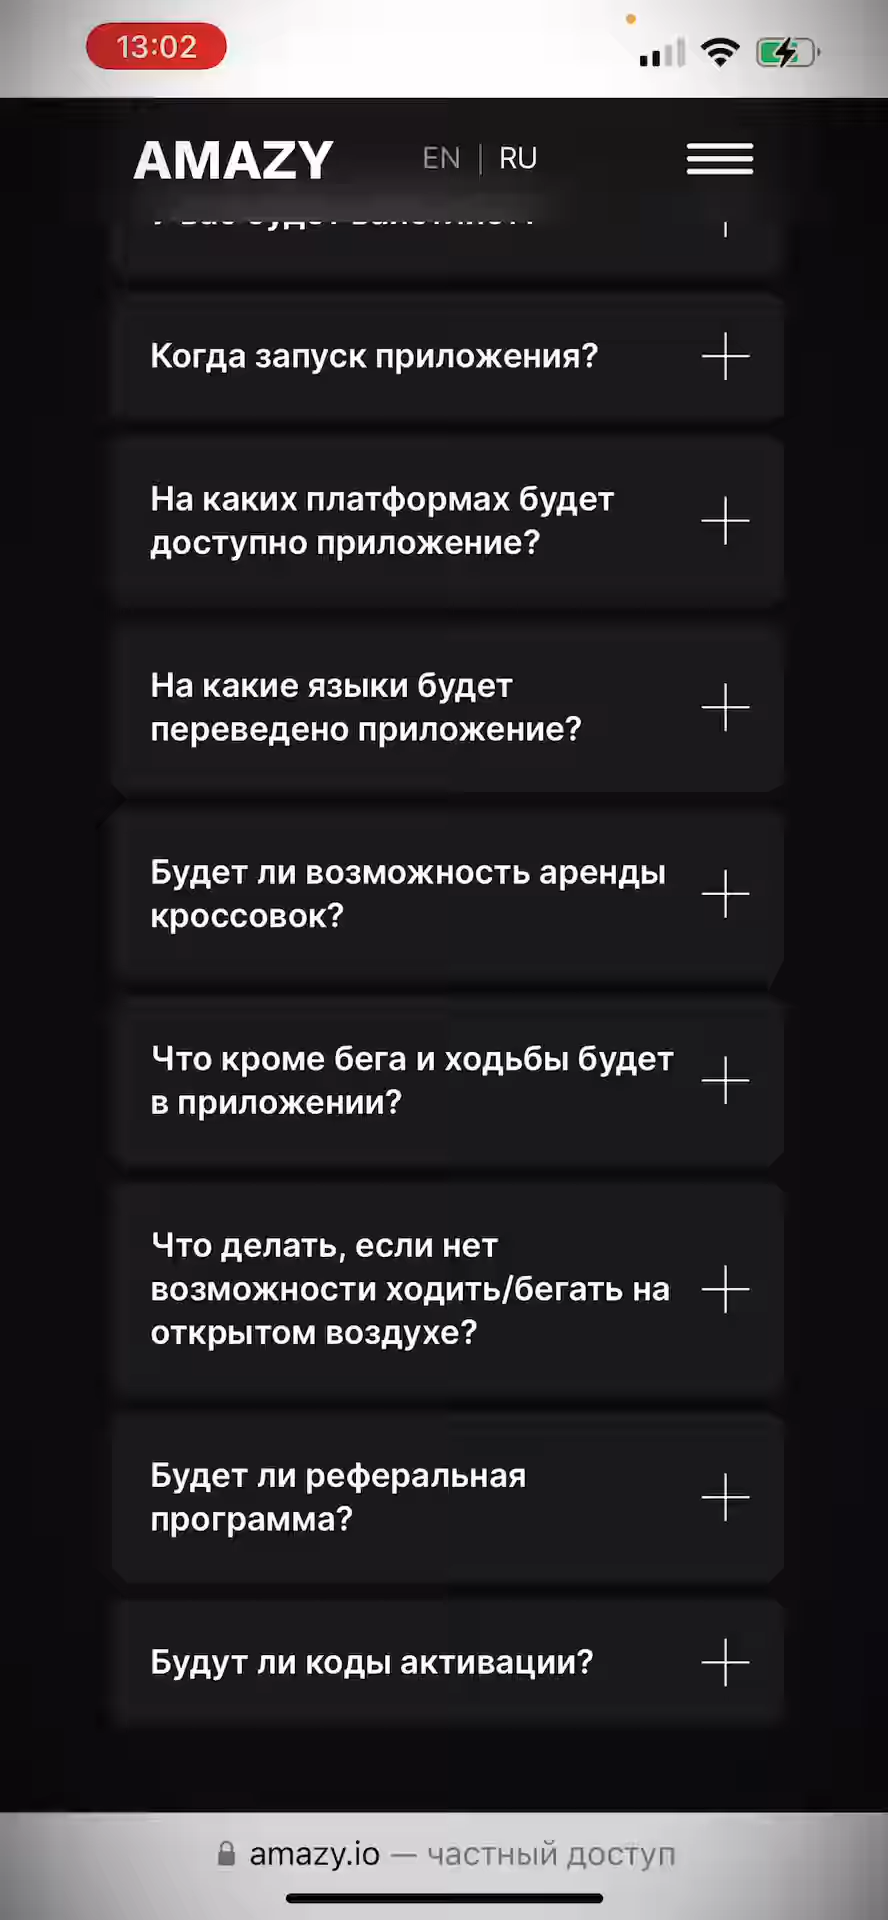 13:02
AMAZY
EN | RU
Когда запуск приложения?
На каких платформах будет
доступно приложение?
На какие языки будет
переведено приложение?
Будет ли возможность аренды
кроссовок?
Что кроме бега и ходьбы будет
в приложении?
Что делать, если нет
возможности ходить/бегать на
открытом воздухе?
Будет ли реферальная
программа?
Будут ли коды активации?
amazy.io — частный доступ